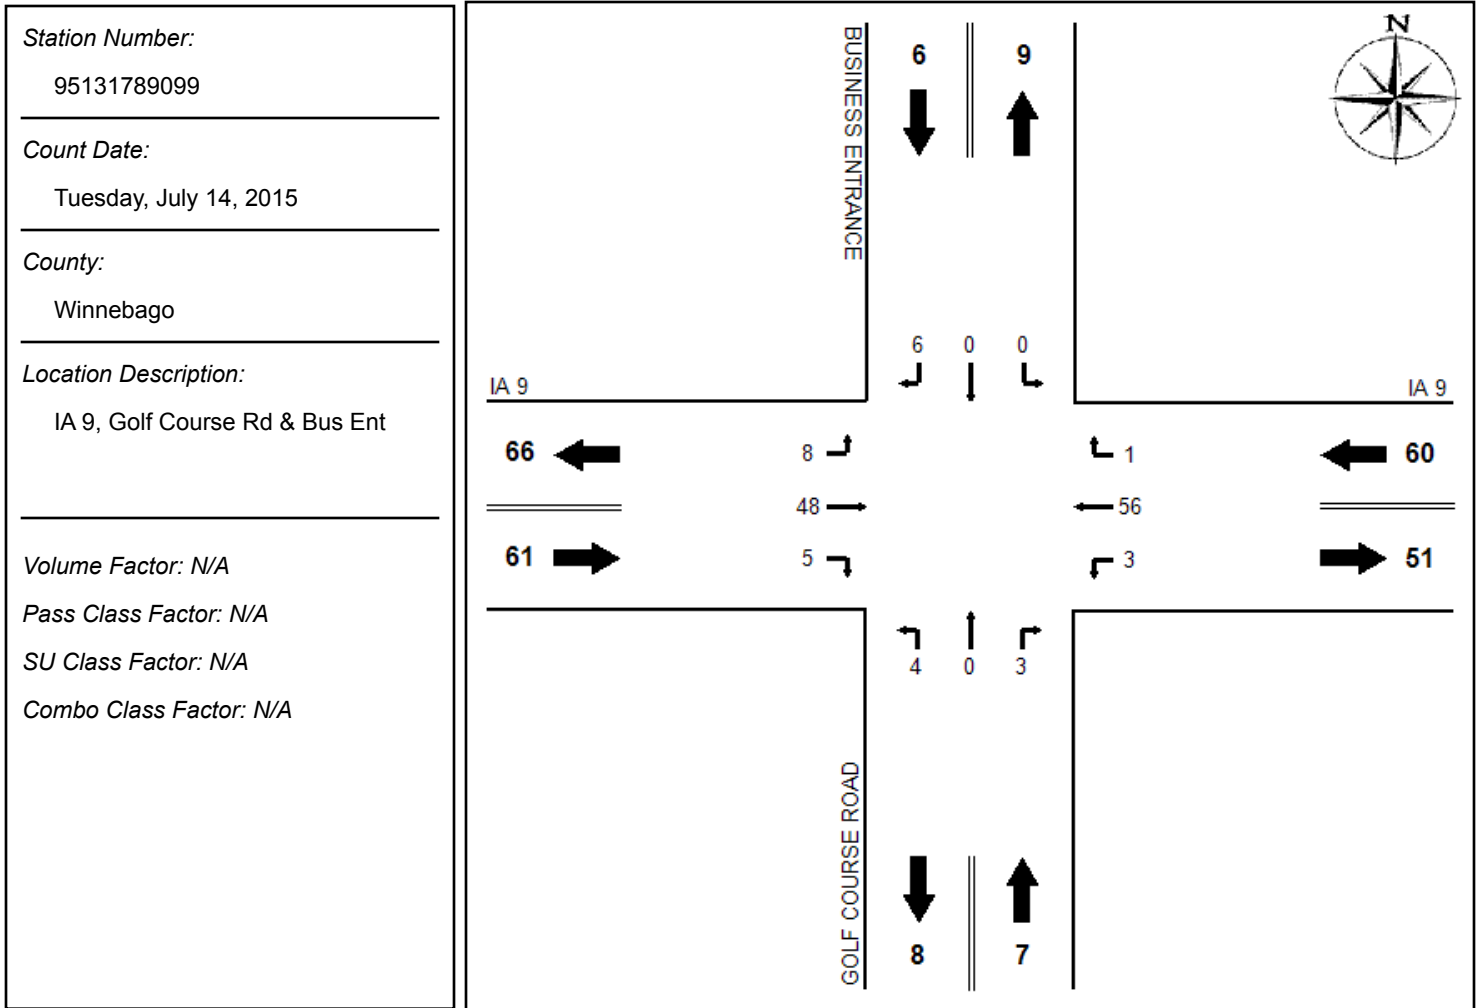 Station Number:
95131789099
Count Date:
Tuesday, July 14, 2015
County:
Winnebago
Location Description:
IA 9, Golf Course Rd & Bus Ent
Volume Factor: N/A
Pass Class Factor: N/A
SU Class Factor: N/A
Combo Class Factor: N/A
N
BUSINESS ENTRANCE
6 9
6 0 0
IA 9
IA 9
66
8
1
60
48
56
61
5
3
51
4 0 3
GOLF COURSE ROAD
8 7